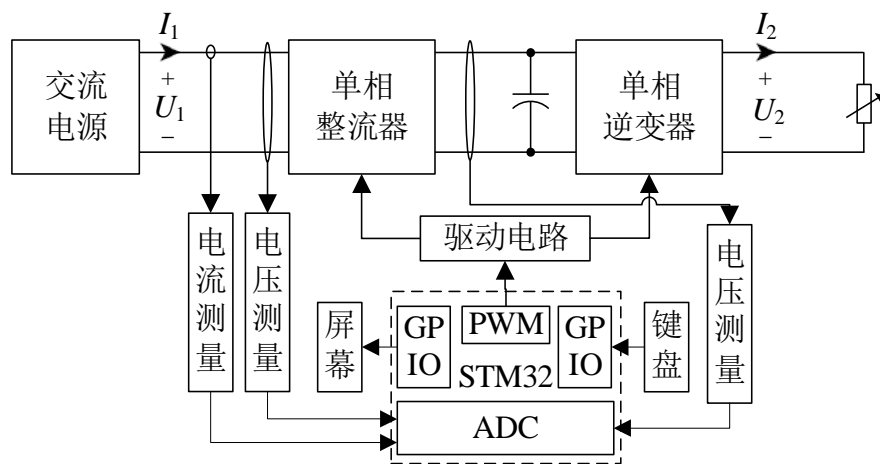 I1
I2
交流
电源
+
U1
−
单相
整流器
单相
逆变器
+
U2
−
电流测量
电压测量
驱动电路
电压测量
屏幕
GP
IO
PWM
GP
IO
键盘
STM32
ADC